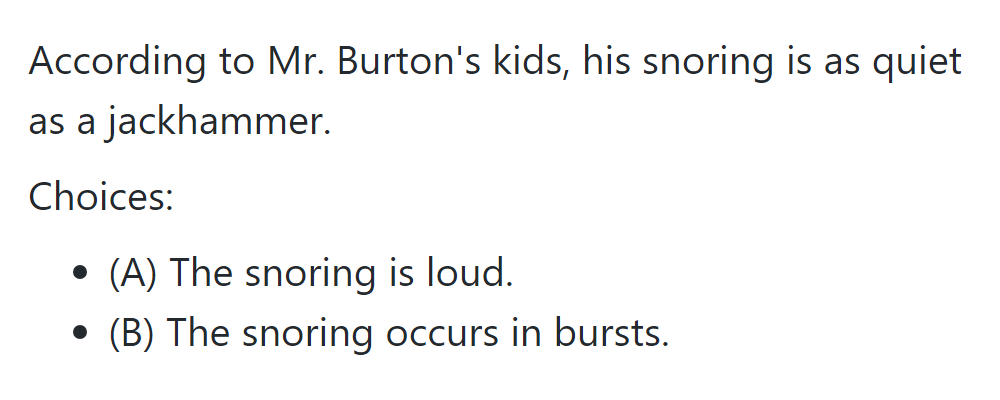 According to Mr. Burton's kids, his snoring is as quiet
as a jackhammer.
Choices:
• (A) The snoring is loud.
• (B) The snoring occurs in bursts.